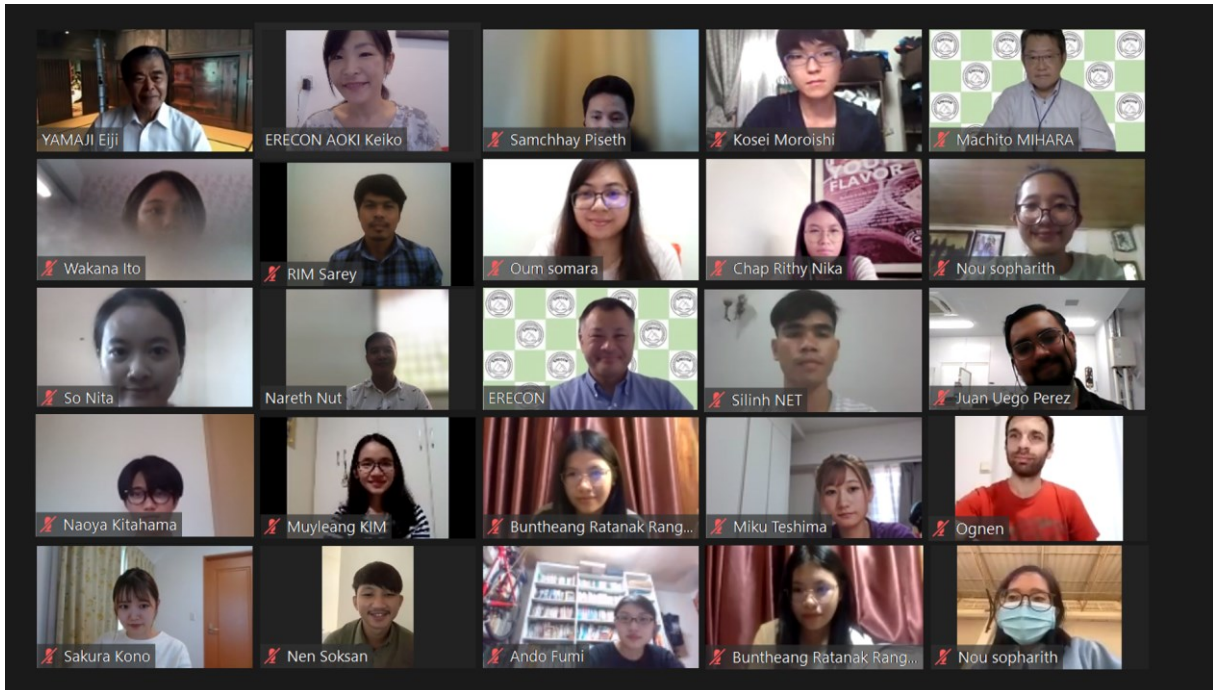 YAMAJI Eiji
ERECON AOKI Keiko
Samchhay Piseth
Kosei Moroishi
Machito MIHARA
Wakana Ito
RIM Sarey
Oum somara
YOUR
FLAVOR
Chap Rithy Nika
Nou sopharith
So Nita
Nareth Nut
ERECON
Silinh NET
Juan Uego Perez
Naoya Kitahama
Muyleang KIM
Buntheang Ratanak Rang...
Miku Teshima
Ognen
Sakura Kono
Nen Soksan
Ando Fumi
Buntheang Ratanak Rang...
Nou sopharith